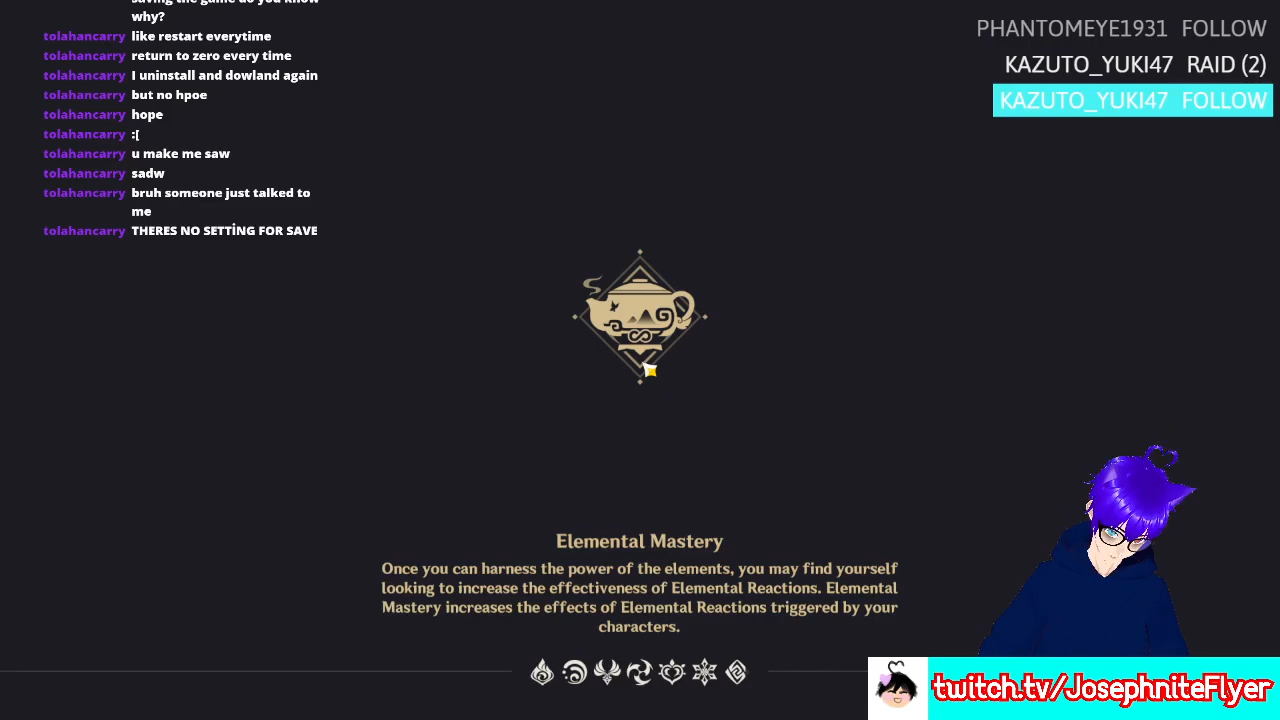 saving the game do you know
why?
tolahancarry like restart everytime
tolahancarry return to zero every time
tolahancarry I uninstall and dowland again
tolahancarry but no hpoe
tolahancarry hope
tolahancarry :[
tolahancarry u make me saw
tolahancarry sadw
tolahancarry bruh someone just talked to
me
tolahancarry THERES NO SETTİNG FOR SAVE
PHANTOMEYE1931 FOLLOW
KAZUTO_YUKI47 RAID (2)
KAZUTO_YUKI47 FOLLOW
Elemental Mastery
Once you can harness the power of the elements, you may find yourself
looking to increase the effectiveness of Elemental Reactions. Elemental
Mastery increases the effects of Elemental Reactions triggered by your
characters.
twitch.tv/JosephniteFlyer